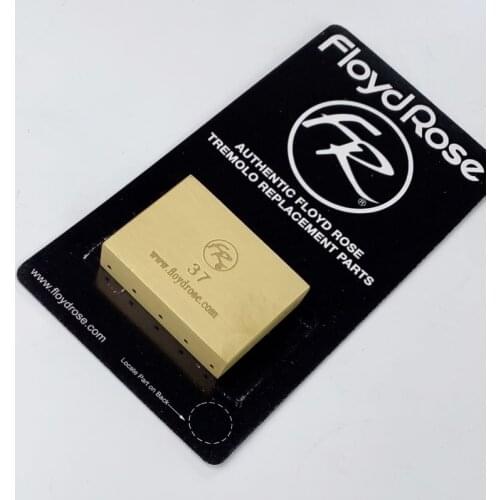 FloydRose
FR
®
AUTHENTIC FLOYD ROSE
TREMOLO REPLACEMENT PARTS
FR
37
www.floydrose.com
www.floydrose.com
Locate Part on Back